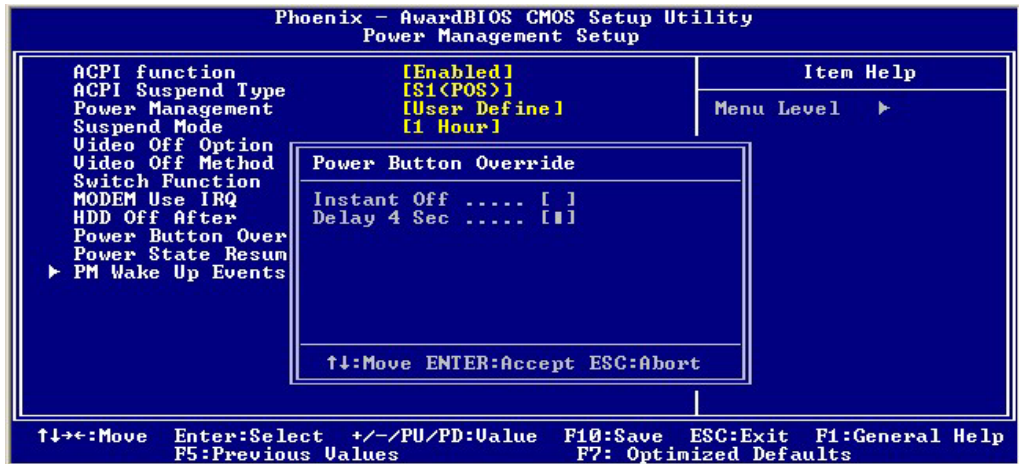 Phoenix - AwardBIOS CMOS Setup Utility
Power Management Setup
ACPI function [Enabled]
ACPI Suspend Type [S1(POS)]
Power Management [User Define]
Suspend Mode [1 Hour]
Video Off Option
Video Off Method
Switch Function
MODEM Use IRQ
HDD Off After
Power Button Over
Power State Resum
▶ PM Wake Up Events
Item Help
Menu Level ▶
Power Button Override
Instant Off ..... [ ]
Delay 4 Sec ..... [▮]
↑↓:Move ENTER:Accept ESC:Abort
↑↓→←:Move Enter:Select +/-/PU/PD:Value F10:Save ESC:Exit F1:General Help
F5:Previous Values F7: Optimized Defaults